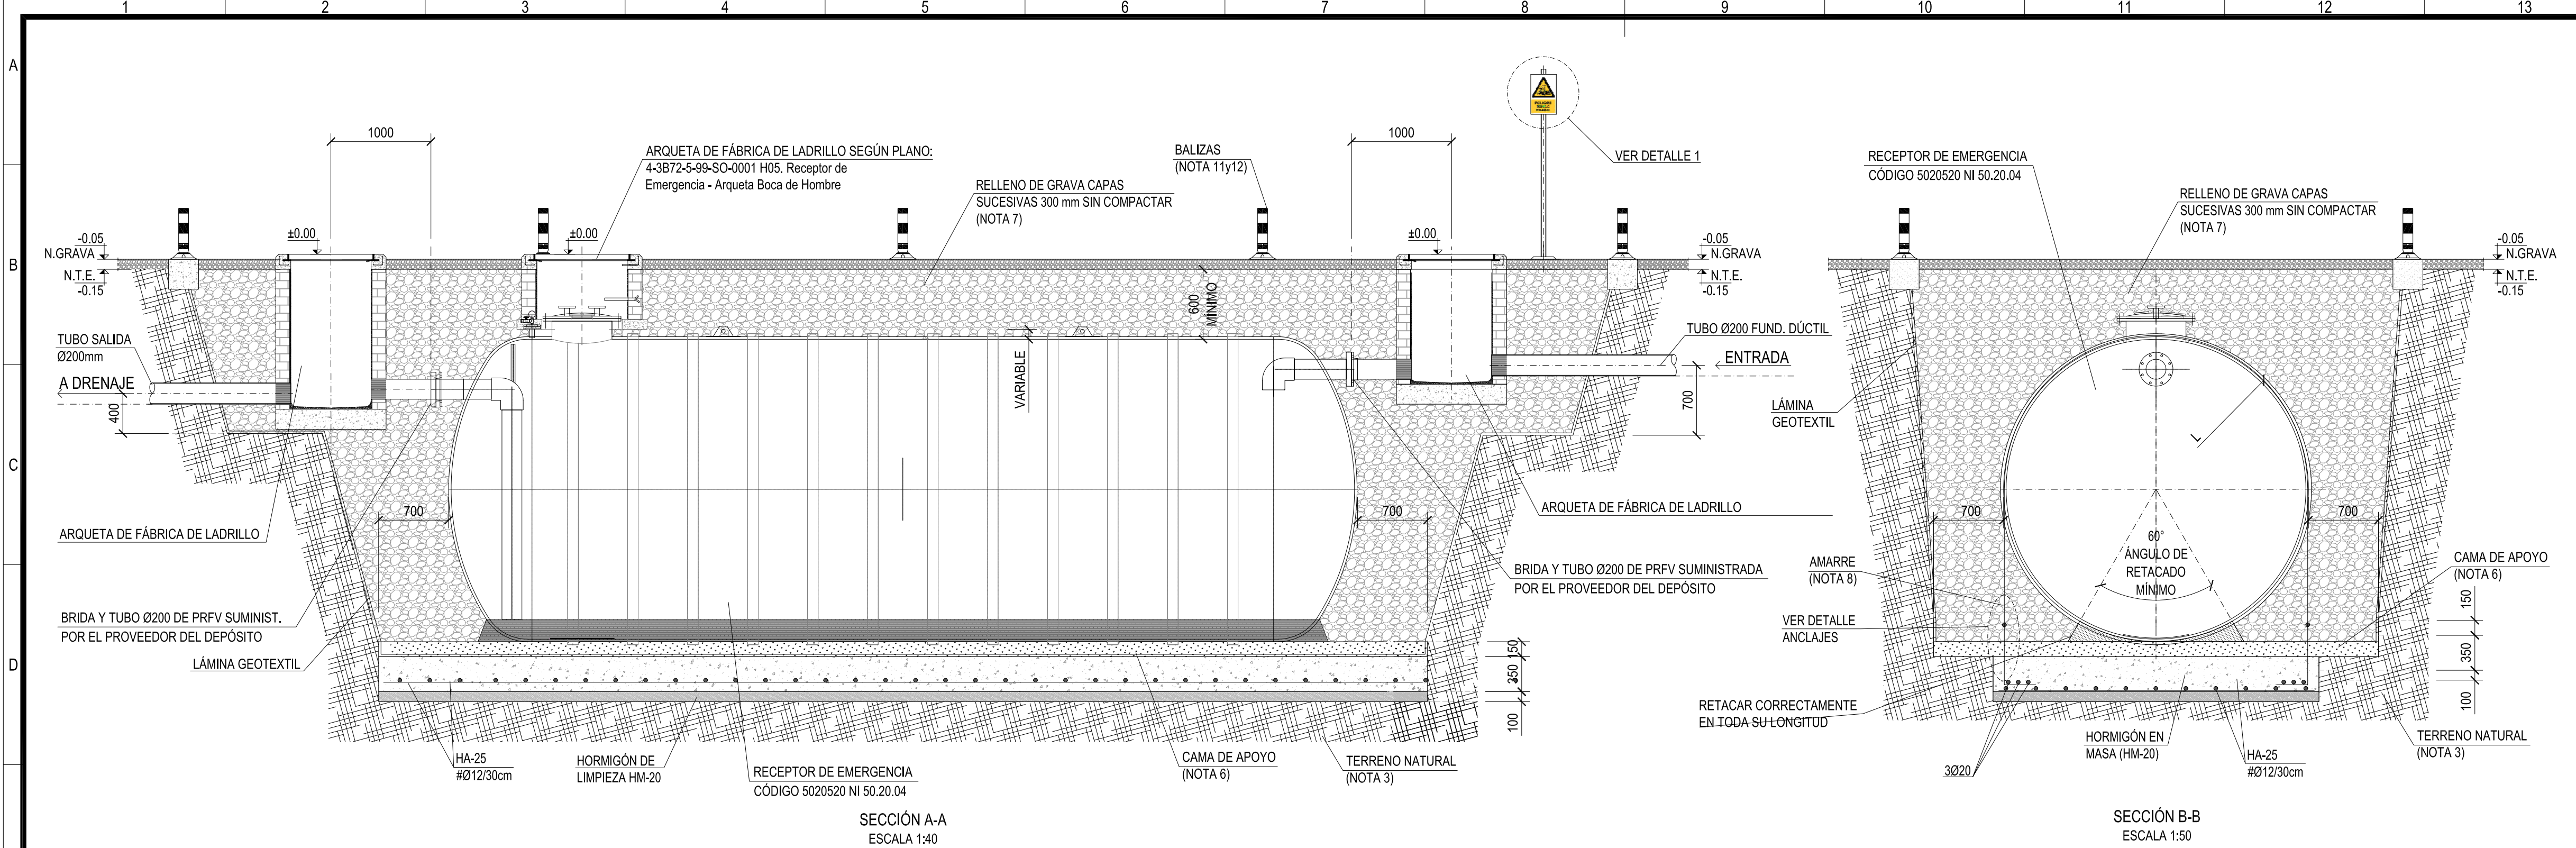 1 2 3 4 5 6 7 8 9 10 11 12 13
A
B
C
D
1000
ARQUETA DE FÁBRICA DE LADRILLO SEGÚN PLANO:
4-3B72-5-99-SO-0001 H05. Receptor de
Emergencia - Arqueta Boca de Hombre
RELLENO DE GRAVA CAPAS
SUCESIVAS 300 mm SIN COMPACTAR
(NOTA 7)
BALIZAS
(NOTA 11y12)
1000
PELIGRO
VER DETALLE 1
-0.05
N.GRAVA
N.T.E.
-0.15
±0.00
±0.00
±0.00
-0.05
N.GRAVA
N.T.E.
-0.15
600
MÍNIMO
VARIABLE
TUBO SALIDA
Ø200mm
A DRENAJE
400
TUBO Ø200 FUND. DÚCTIL
ENTRADA
700
700
700
ARQUETA DE FÁBRICA DE LADRILLO
ARQUETA DE FÁBRICA DE LADRILLO
BRIDA Y TUBO Ø200 DE PRFV SUMINIST.
POR EL PROVEEDOR DEL DEPÓSITO
BRIDA Y TUBO Ø200 DE PRFV SUMINISTRADA
POR EL PROVEEDOR DEL DEPÓSITO
LÁMINA GEOTEXTIL
150
350
100
HA-25
#Ø12/30cm
HORMIGÓN DE
LIMPIEZA HM-20
RECEPTOR DE EMERGENCIA
CÓDIGO 5020520 NI 50.20.04
CAMA DE APOYO
(NOTA 6)
TERRENO NATURAL
(NOTA 3)
SECCIÓN A-A
ESCALA 1:40
RECEPTOR DE EMERGENCIA
CÓDIGO 5020520 NI 50.20.04
RELLENO DE GRAVA CAPAS
SUCESIVAS 300 mm SIN COMPACTAR
(NOTA 7)
-0.05
N.GRAVA
N.T.E.
-0.15
LÁMINA
GEOTEXTIL
700
700
60°
ÁNGULO DE
RETACADO
MÍNIMO
AMARRE
(NOTA 8)
CAMA DE APOYO
(NOTA 6)
VER DETALLE
ANCLAJES
150
350
100
RETACAR CORRECTAMENTE
EN TODA SU LONGITUD
3Ø20
HORMIGÓN EN
MASA (HM-20)
HA-25
#Ø12/30cm
TERRENO NATURAL
(NOTA 3)
SECCIÓN B-B
ESCALA 1:50